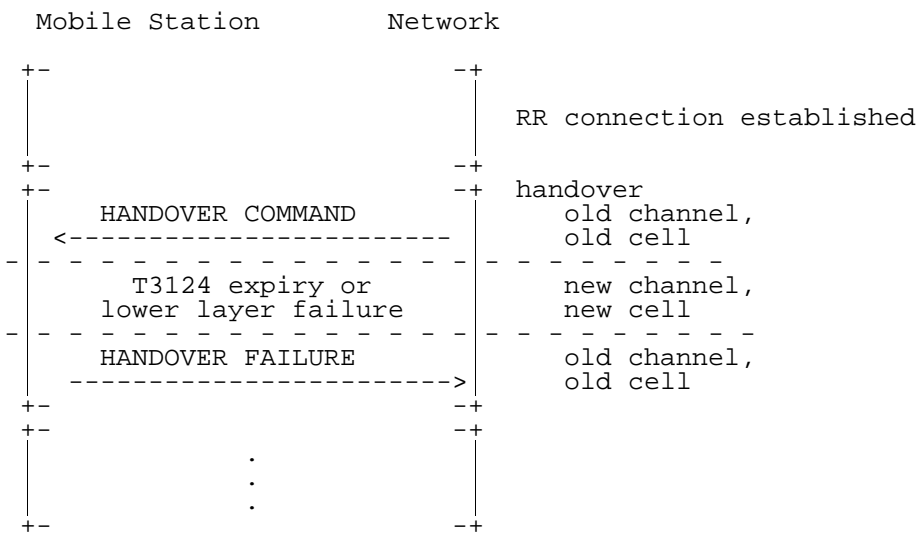 Mobile Station Network
RR connection established
handover
HANDOVER COMMAND old channel,
<------------------------ old cell
T3124 expiry or new channel,
lower layer failure new cell
HANDOVER FAILURE old channel,
------------------------> old cell
.
.
.